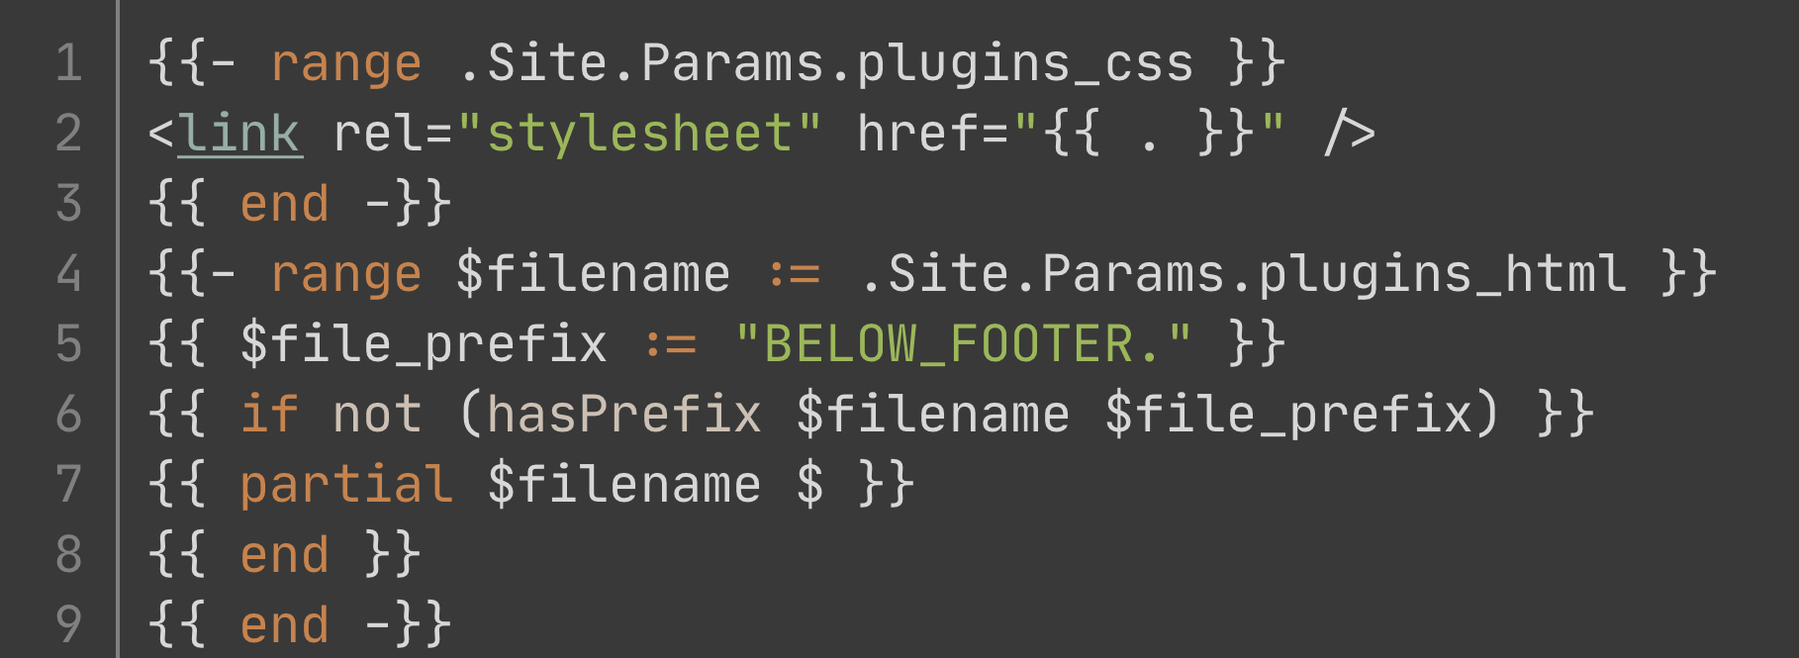 1 {{- range .Site.Params.plugins_css }}
2 <link rel="stylesheet" href="{{ . }}" />
3 {{ end -}}
4 {{- range $filename := .Site.Params.plugins_html }}
5 {{ $file_prefix := "BELOW_FOOTER." }}
6 {{ if not (hasPrefix $filename $file_prefix) }}
7 {{ partial $filename $ }}
8 {{ end }}
9 {{ end -}}